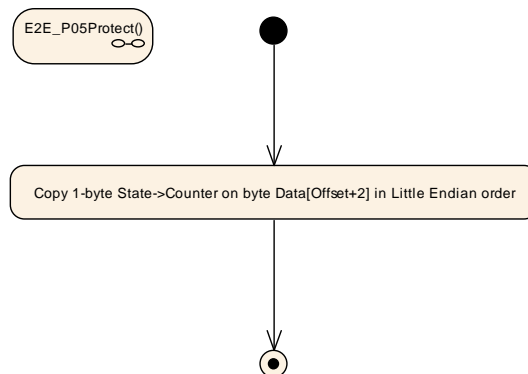 E2E_P05Protect()
Copy 1-byte State->Counter on byte Data[Offset+2] in Little Endian order